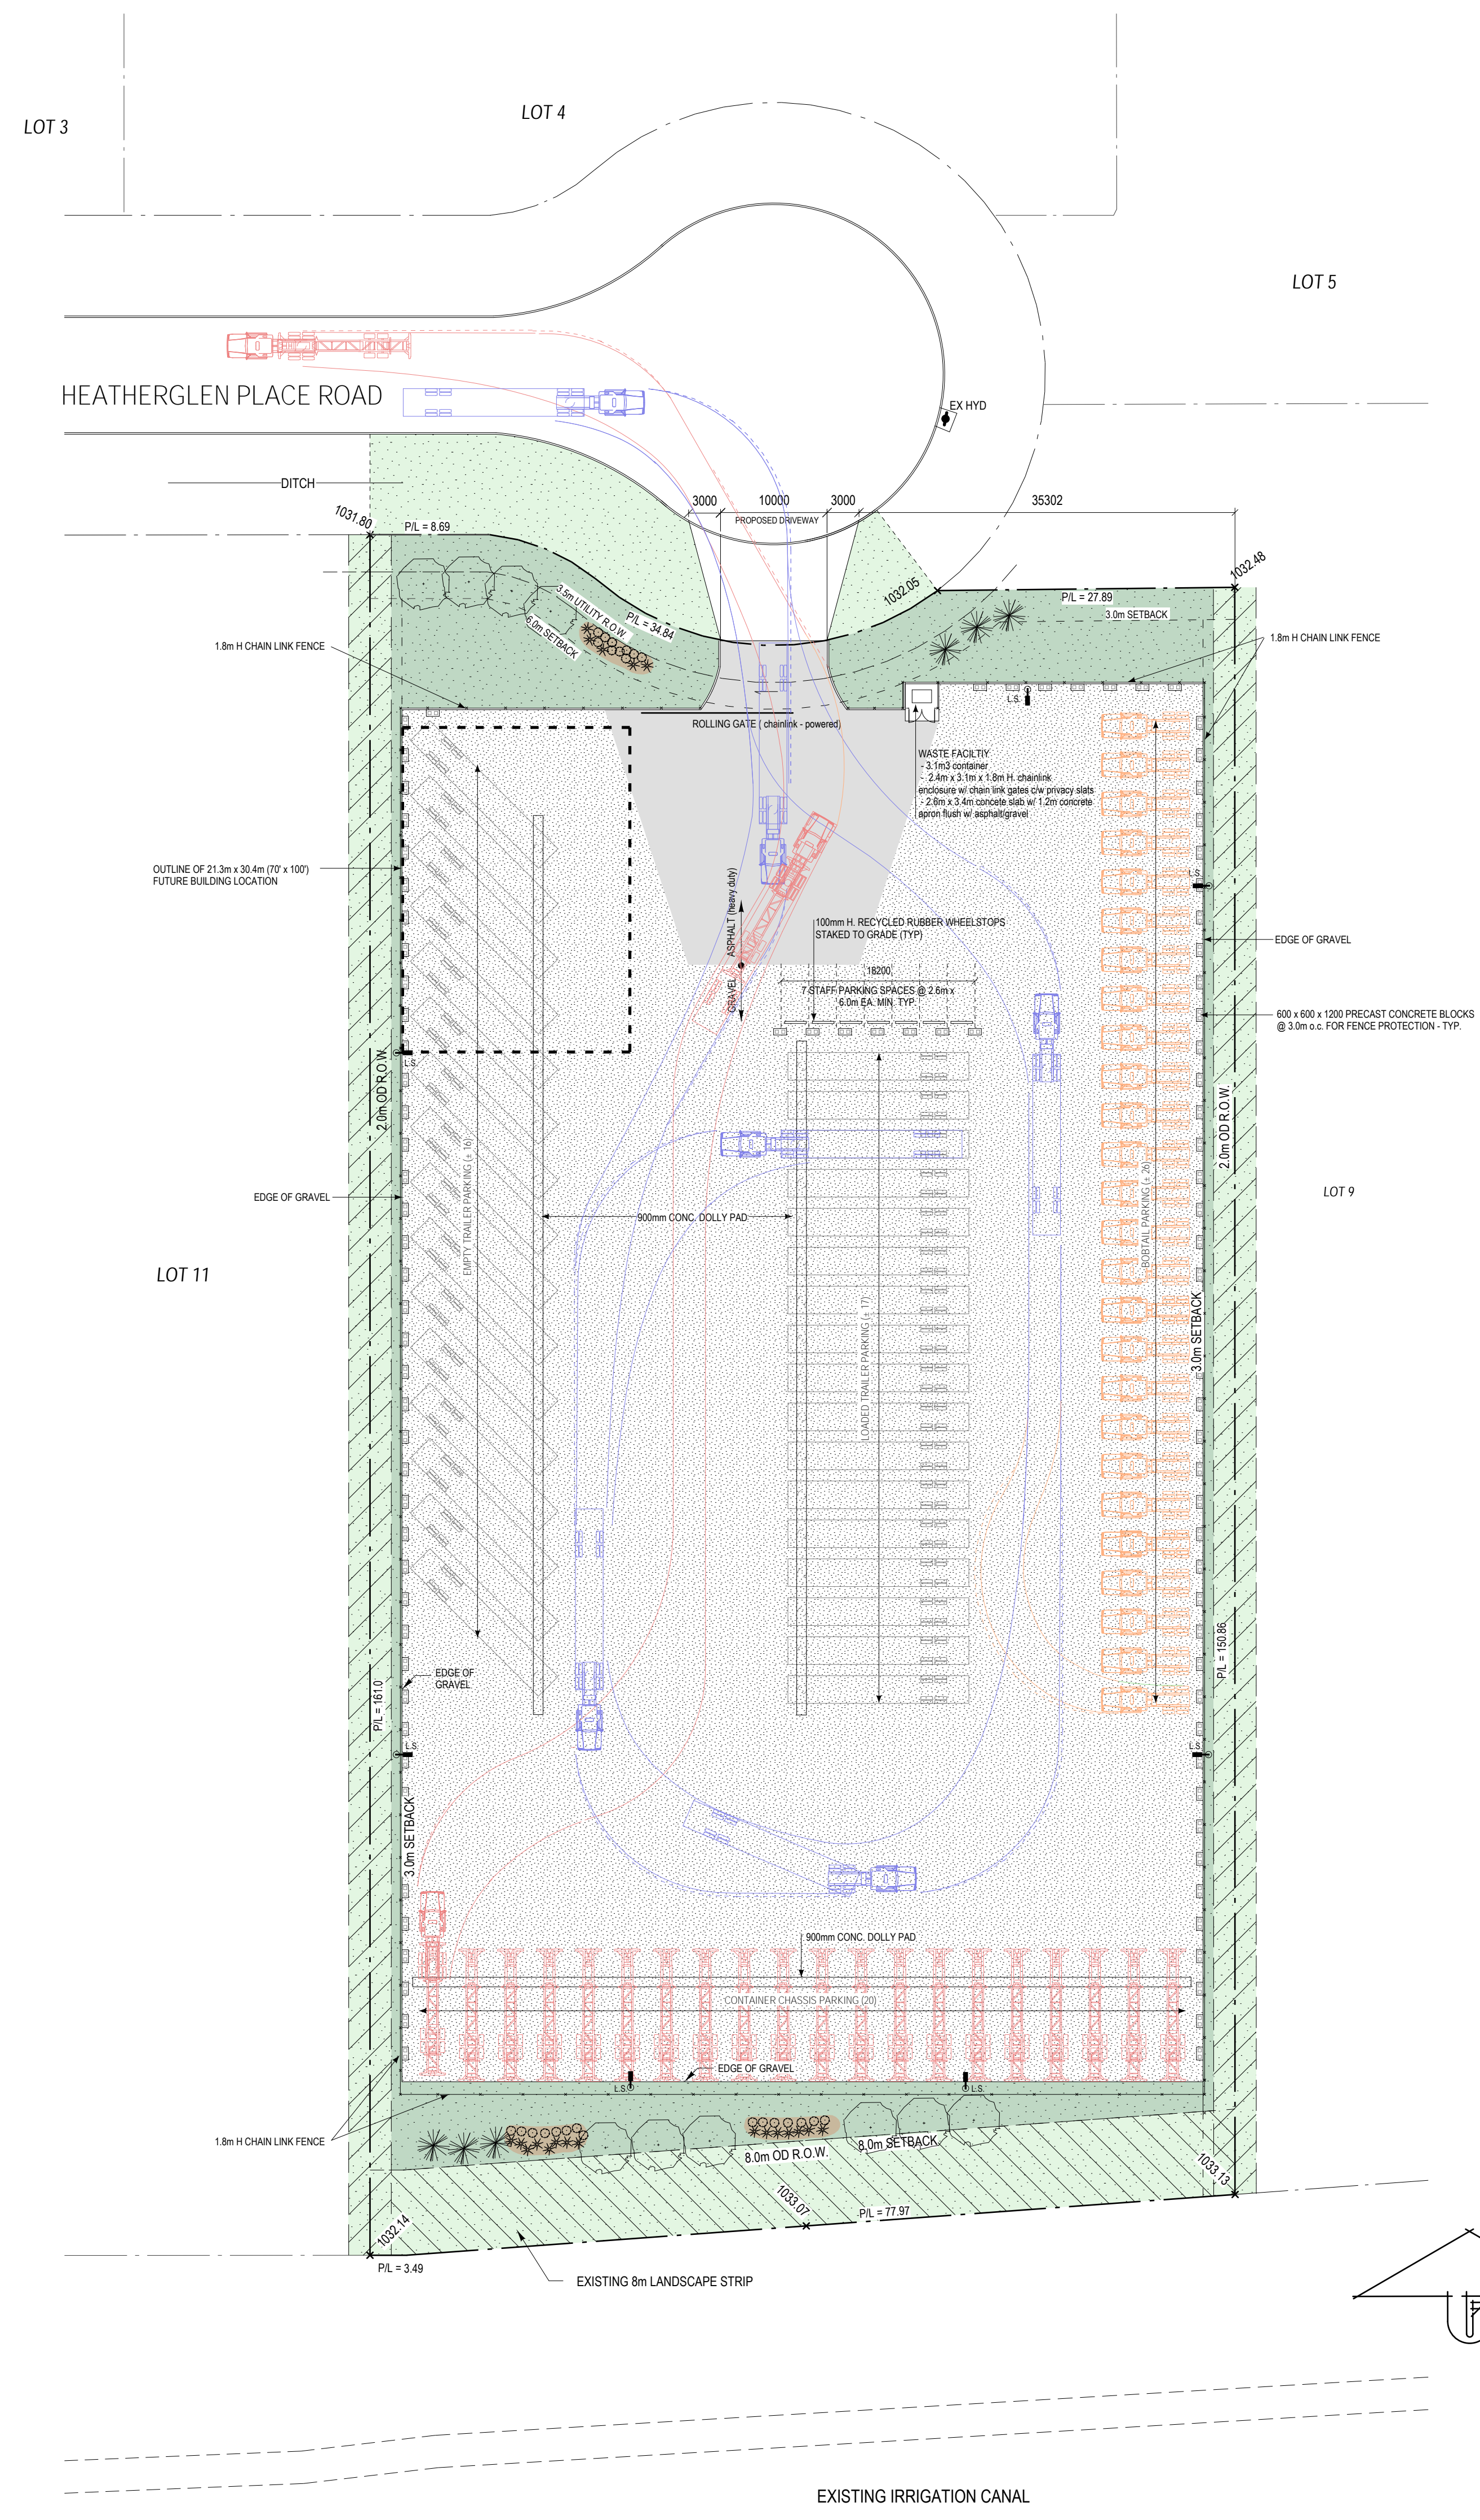 LOT 3
LOT 4
LOT 5
HEATHERGLEN PLACE ROAD
EX HYD
DITCH
3000
10000
3000
35302
PROPOSED DRIVEWAY
1031.80
P/L = 8.69
1032.05
1032.48
P/L = 27.89
3.0m SETBACK
3.5m UTILITY R.O.W.
P/L = 34.84
6.0m SETBACK
1.8m H CHAIN LINK FENCE
1.8m H CHAIN LINK FENCE
L.S.
ROLLING GATE ( chainlink - powered)
WASTE FACILTIY
- 3.1m3 container
- 2.4m x 3.1m x 1.8m H. chainlink
enclosure w/ chain link gates c/w privacy slats
- 2.6m x 3.4m concete slab w/ 1.2m concrete
apron flush w/ asphalt/gravel
OUTLINE OF 21.3m x 30.4m (70' x 100')
FUTURE BUILDING LOCATION
L.S.
ASPHALT (heavy duty)
GRAVEL
100mm H. RECYCLED RUBBER WHEELSTOPS
STAKED TO GRADE (TYP)
EDGE OF GRAVEL
18200
7 STAFF PARKING SPACES @ 2.6m x
6.0m EA. MIN. TYP.
600 x 600 x 1200 PRECAST CONCRETE BLOCKS
@ 3.0m o.c. FOR FENCE PROTECTION - TYP.
L.S.
2.0m OD R.O.W.
2.0m OD R.O.W.
EMPTY TRAILER PARKING (± 16)
BOBTAIL PARKING (± 26)
LOT 9
EDGE OF GRAVEL
900mm CONC. DOLLY PAD
LOT 11
LOADED TRAILER PARKING (± 17)
3.0m SETBACK
P/L = 150.86
EDGE OF
GRAVEL
P/L = 161.0
L.S.
L.S.
3.0m SETBACK
900mm CONC. DOLLY PAD
CONTAINER CHASSIS PARKING (20)
EDGE OF GRAVEL
L.S.
L.S.
1.8m H CHAIN LINK FENCE
8.0m OD R.O.W.
8.0m SETBACK
1033.13
1033.07
P/L = 77.97
1032.14
P/L = 3.49
EXISTING 8m LANDSCAPE STRIP
EXISTING IRRIGATION CANAL